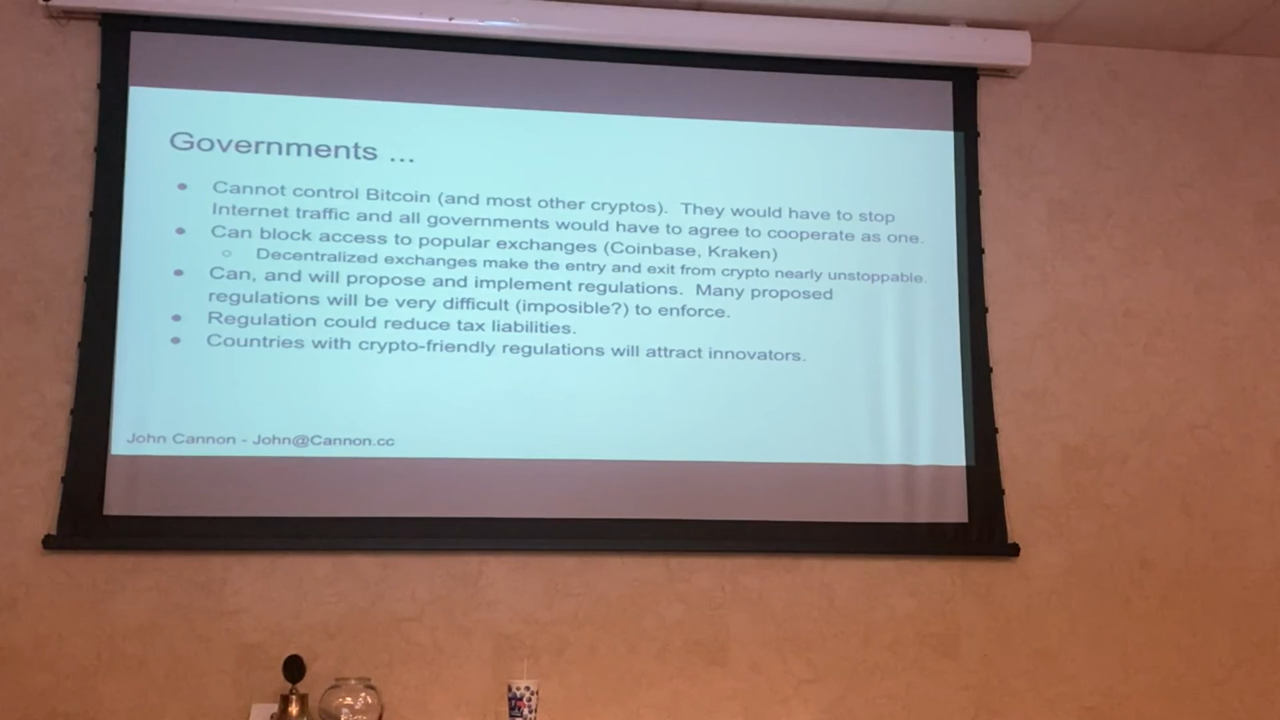 Governments ...
● Cannot control Bitcoin (and most other cryptos). They would have to stop
Internet traffic and all governments would have to agree to cooperate as one.
● Can block access to popular exchanges (Coinbase, Kraken)
○ Decentralized exchanges make the entry and exit from crypto nearly unstoppable.
● Can, and will propose and implement regulations. Many proposed
regulations will be very difficult (imposible?) to enforce.
● Regulation could reduce tax liabilities.
● Countries with crypto-friendly regulations will attract innovators.
John Cannon - John@Cannon.cc